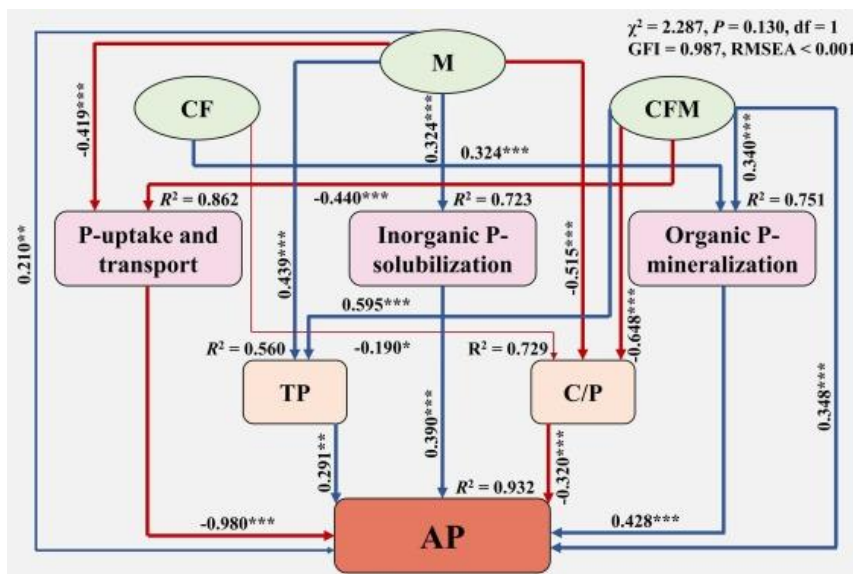 χ² = 2.287, P = 0.130, df = 1
GFI = 0.987, RMSEA < 0.001
M
CF
CFM
-0.419***
0.324***
0.324***
0.340***
R² = 0.862
-0.440***
R² = 0.723
R² = 0.751
P-uptake and
transport
Inorganic P-
solubilization
Organic P-
mineralization
0.210**
0.439***
-0.515***
0.595***
-0.648***
R² = 0.560
-0.190*
R² = 0.729
TP
C/P
0.348***
0.291**
0.390***
-0.320***
R² = 0.932
-0.980***
AP
0.428***